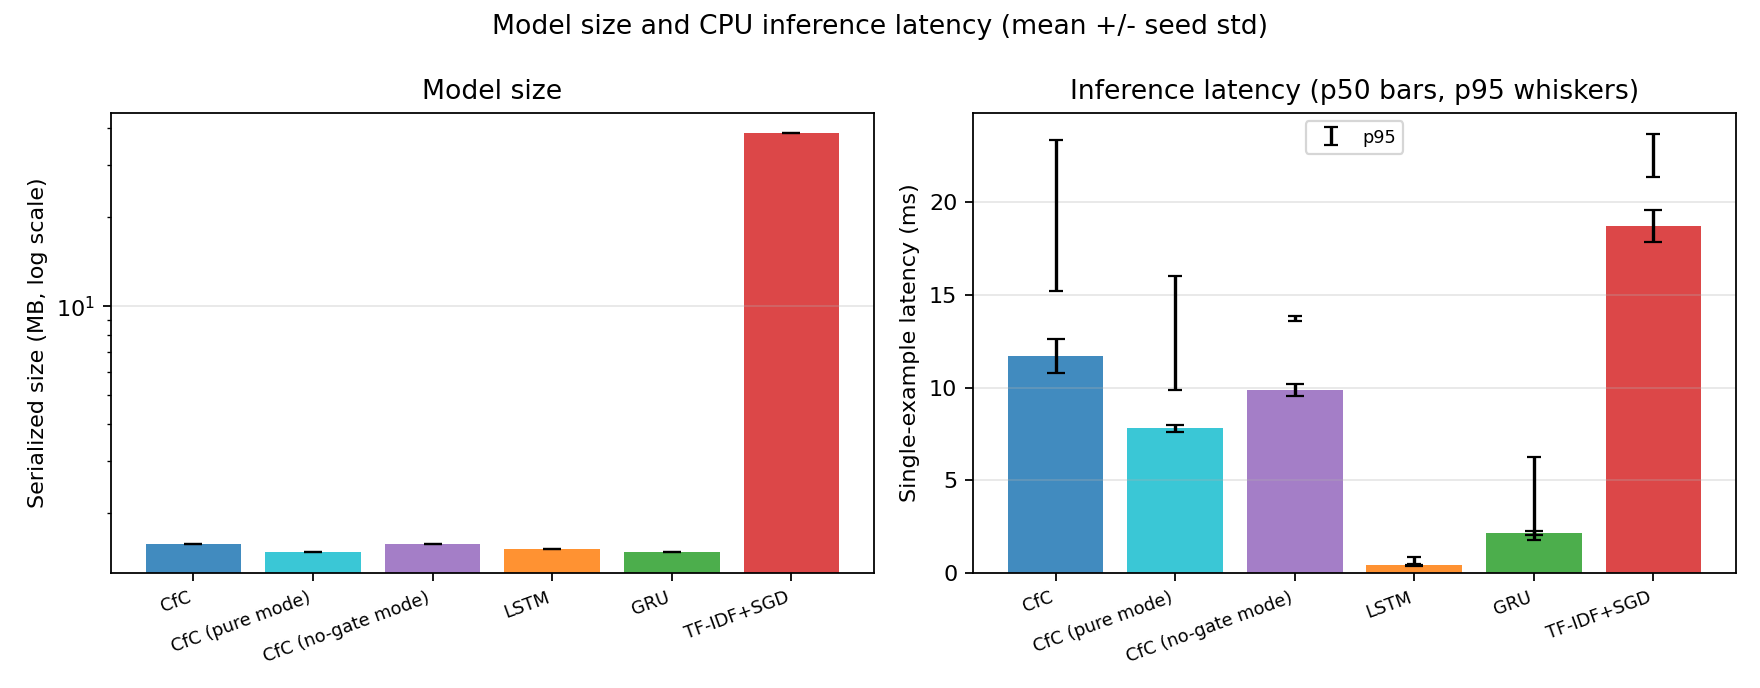 Model size and CPU inference latency (mean +/- seed std)
Model size
Serialized size (MB, log scale)
10¹
CfC
CfC (pure mode)
CfC (no-gate mode)
LSTM
GRU
TF-IDF+SGD
Inference latency (p50 bars, p95 whiskers)
p95
Single-example latency (ms)
20
15
10
5
0
CfC
CfC (pure mode)
CfC (no-gate mode)
LSTM
GRU
TF-IDF+SGD